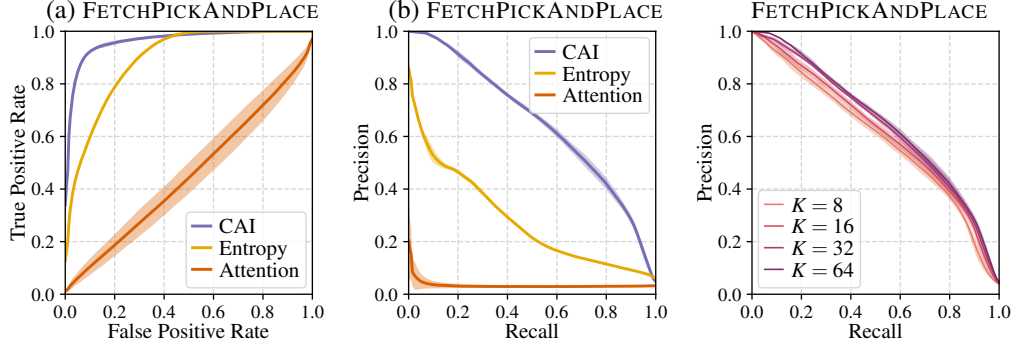 (a) FETCHPICKANDPLACE
True Positive Rate
1.0
0.8
0.6
0.4
0.2
0.0
CAI
Entropy
Attention
0.0 0.2 0.4 0.6 0.8 1.0
False Positive Rate
(b) FETCHPICKANDPLACE
Precision
1.0
0.8
0.6
0.4
0.2
0.0
CAI
Entropy
Attention
0.0 0.2 0.4 0.6 0.8 1.0
Recall
FETCHPICKANDPLACE
Precision
1.0
0.8
0.6
0.4
0.2
0.0
K = 8
K = 16
K = 32
K = 64
0.0 0.2 0.4 0.6 0.8 1.0
Recall